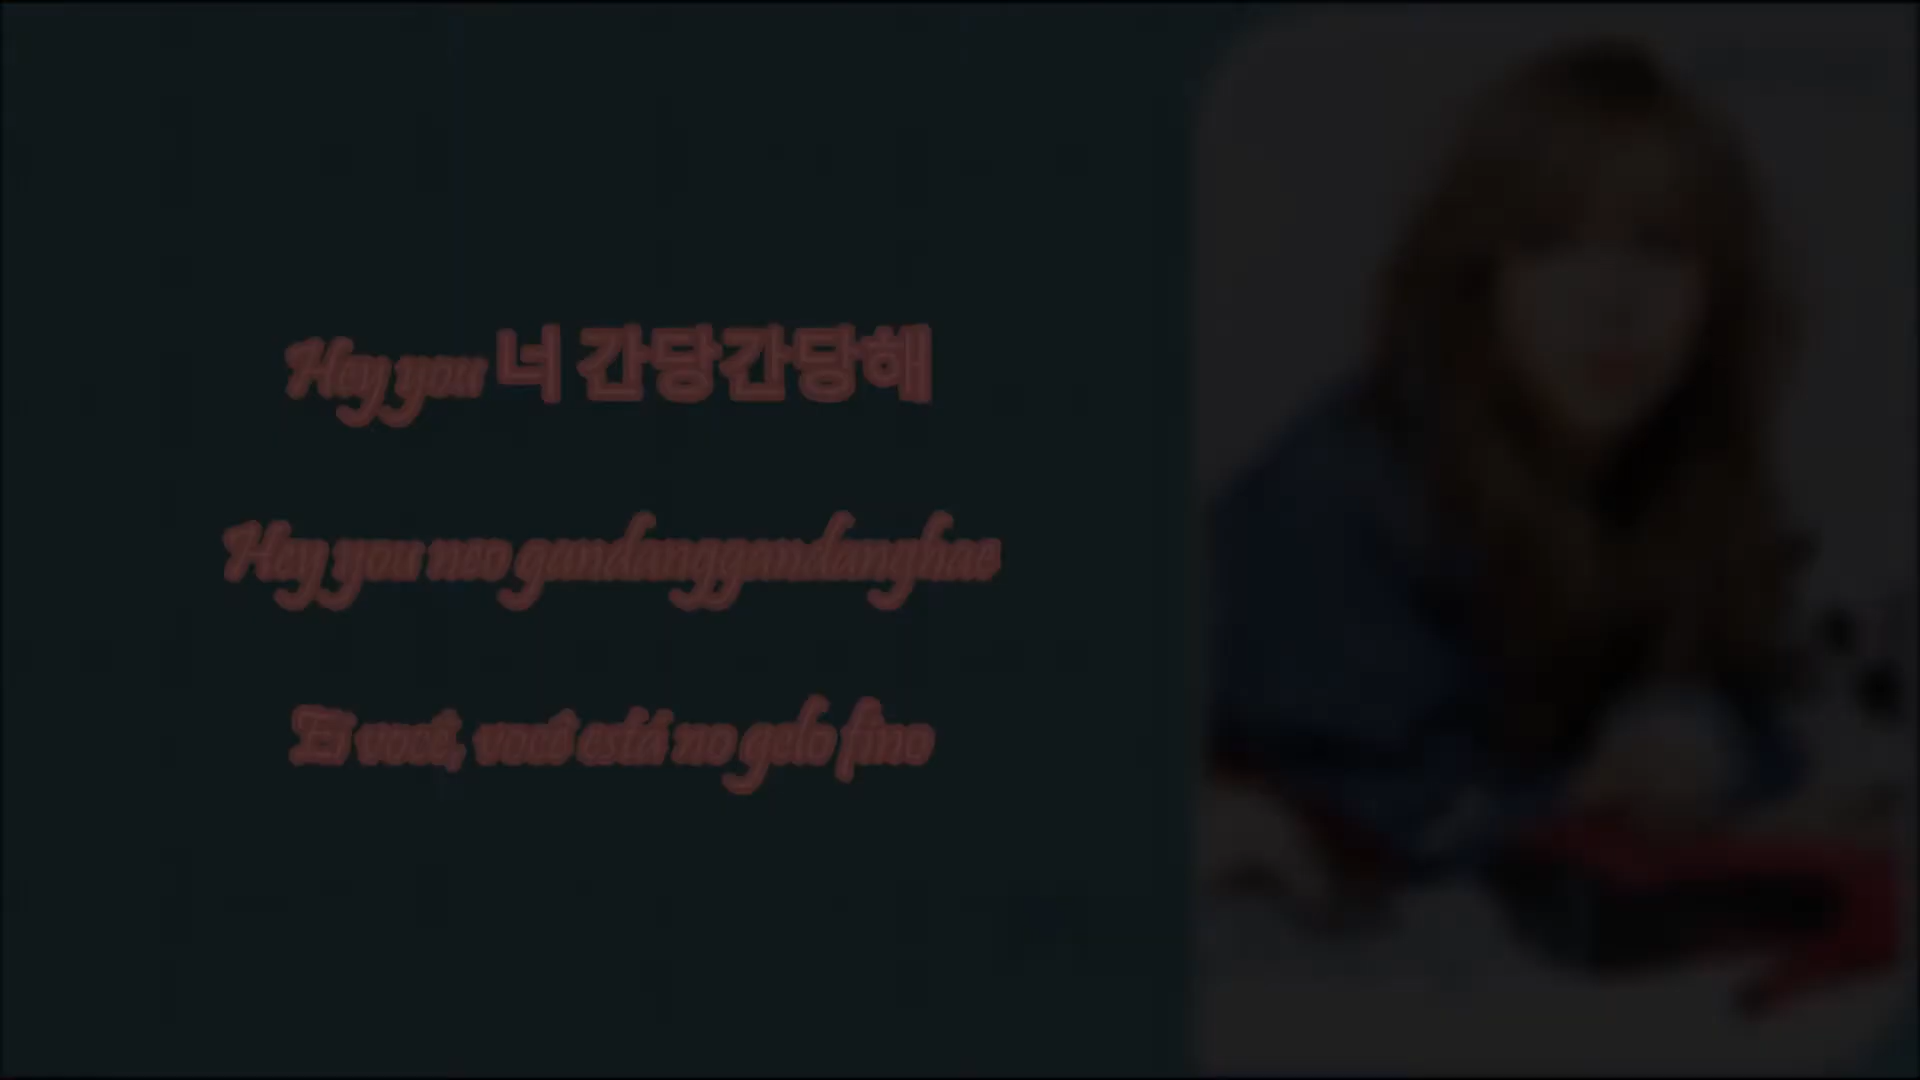 Hey you 너 간당간당해
Hey you neo gandanggandanghae
Ei você, você está no gelo fino